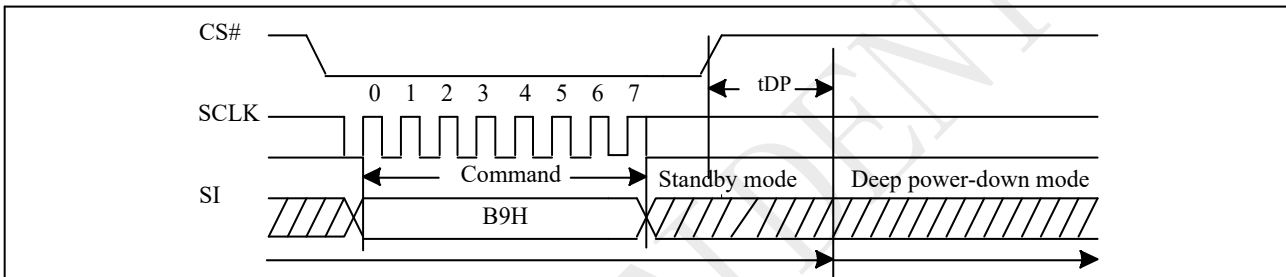 CS#
0 1 2 3 4 5 6 7
tDP
SCLK
Command
Standby mode
Deep power-down mode
SI
B9H